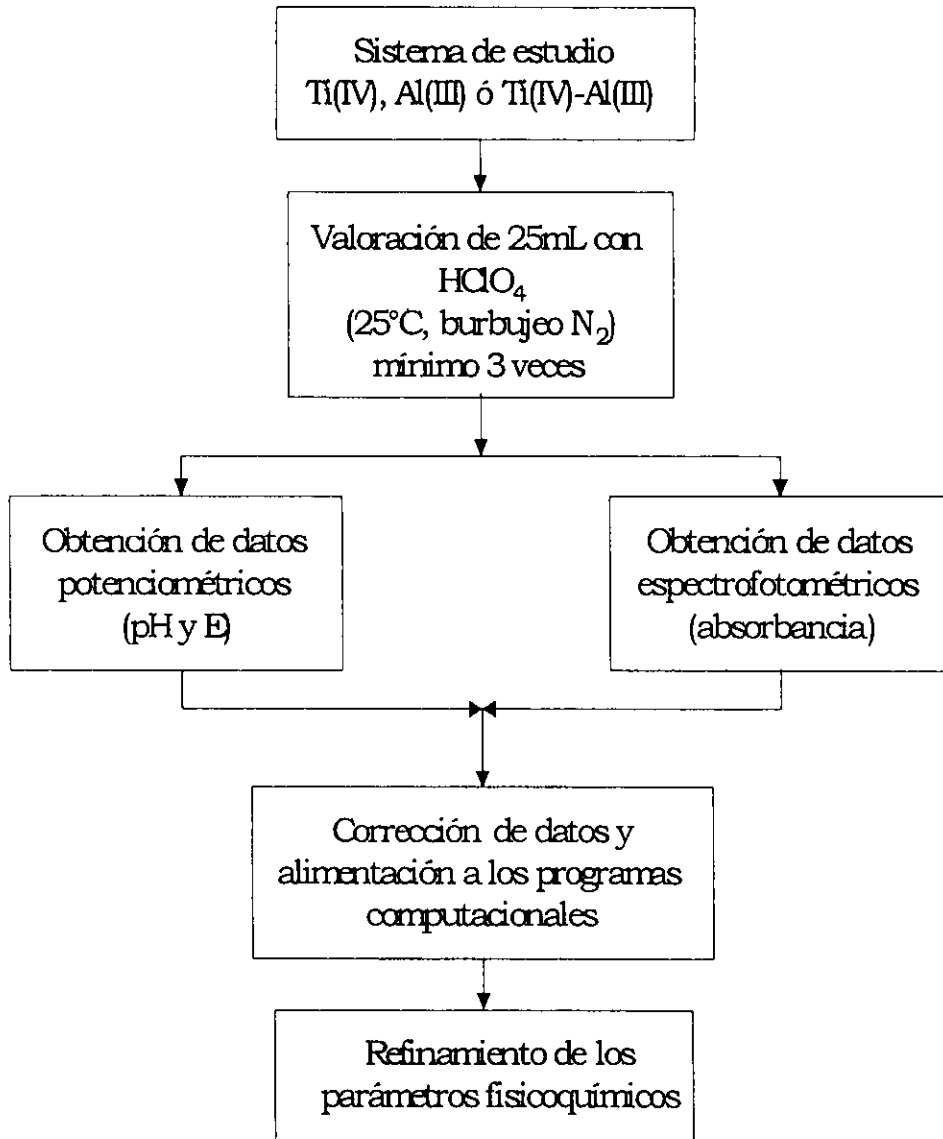 Sistema de estudio
Ti(IV), Al(III) ó Ti(IV)-Al(III)
Valoración de 25mL con
HClO₄
(25°C, burbujeo N₂)
mínimo 3 veces
Obtención de datos
potenciométricos
(pH y E)
Obtención de datos
espectrofotométricos
(absorbancia)
Corrección de datos y
alimentación a los programas
computacionales
Refinamiento de los
parámetros fisicoquímicos